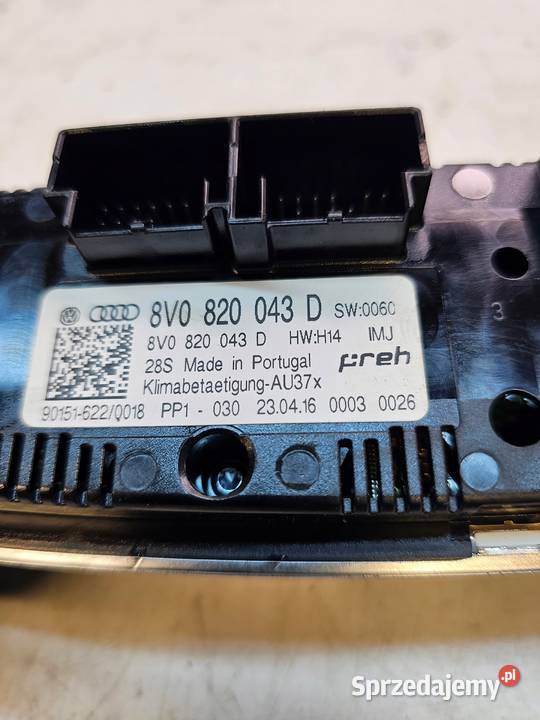 8V0 820 043 D SW:0060
8V0 820 043 D HW:H14 IMJ
28S Made in Portugal preh
Klimabetaetigung-AU37x
90151-622/0018 PP1 - 030 23.04.16 0003 0026
3
Sprzedajemy.pl